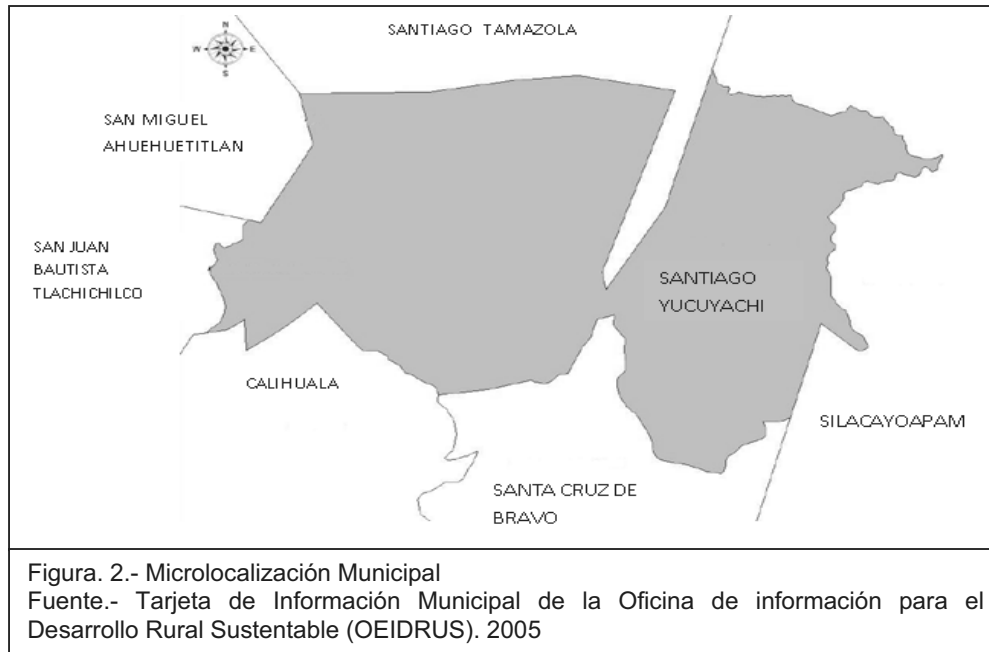 SANTIAGO TAMAZOLA
N
W
E
S
SAN MIGUEL
AHUEHUETITLAN
SAN JUAN
BAUTISTA
TLACHICHILCO
SANTIAGO
YUCUYACHI
CALIHUALA
SILACAYOAPAM
SANTA CRUZ DE
BRAVO
Figura. 2.- Microlocalización Municipal
Fuente.- Tarjeta de Información Municipal de la Oficina de información para el
Desarrollo Rural Sustentable (OEIDRUS). 2005